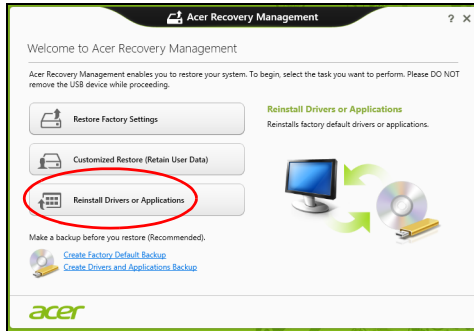 Acer Recovery Management
? X
Welcome to Acer Recovery Management
Acer Recovery Management enables you to restore your system. To begin, select the task you want to perform. Please DO NOT
remove the USB device while proceeding.
Restore Factory Settings
Customized Restore (Retain User Data)
Reinstall Drivers or Applications
Reinstall Drivers or Applications
Reinstalls factory default drivers or applications.
Make a backup before you restore (Recommended).
Create Factory Default Backup
Create Drivers and Applications Backup
acer